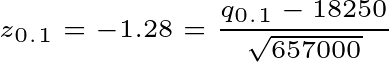 z_{0.1} = -1.28 = \frac{q_{0.1} - 18250}{\sqrt{657000}}